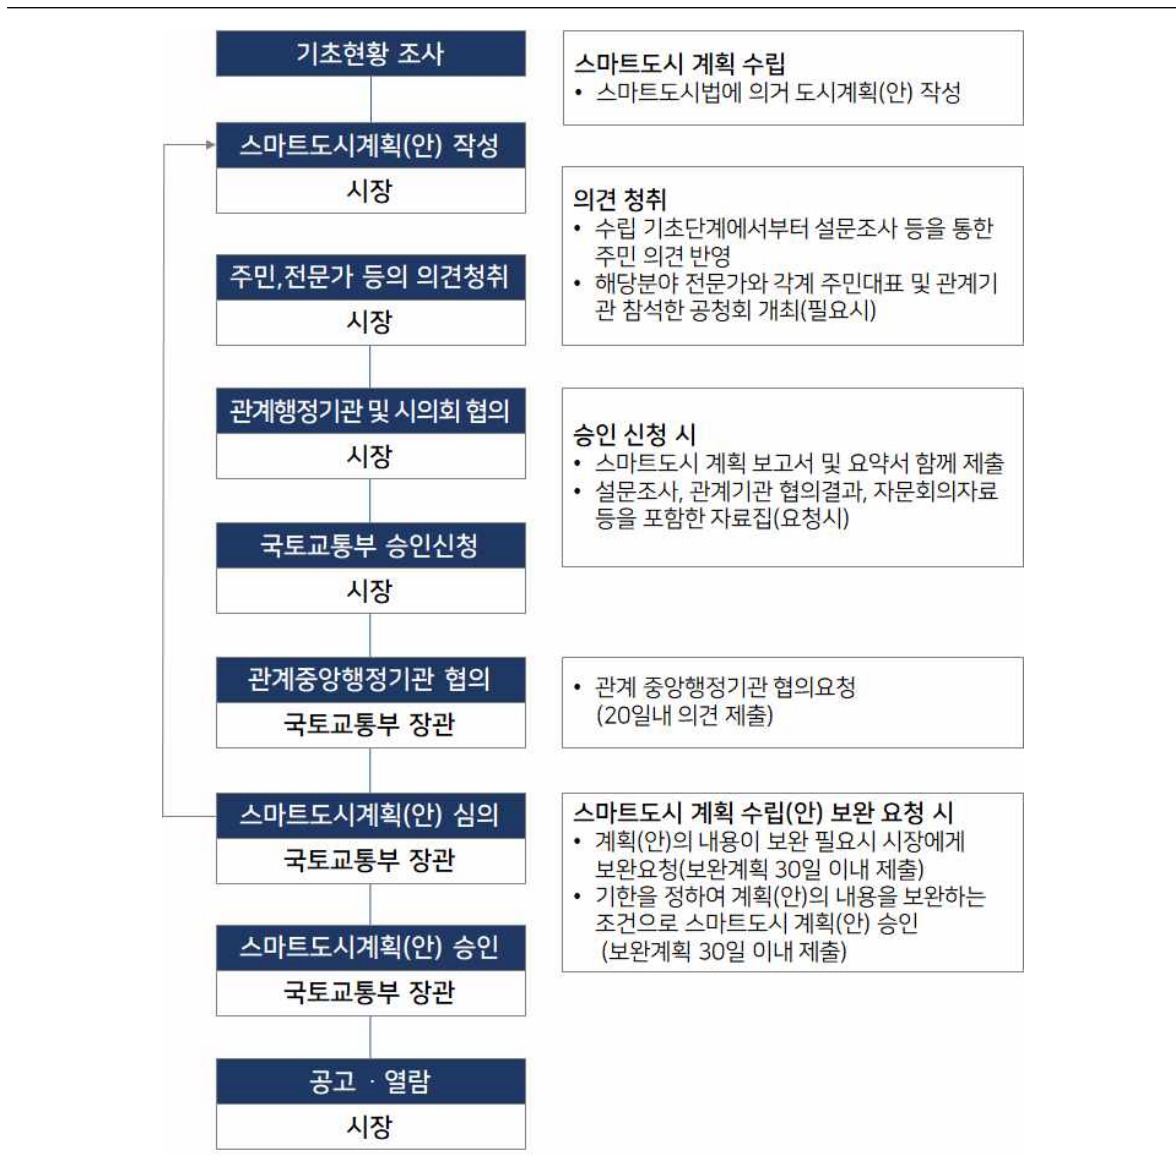 기초현황 조사
스마트도시 계획 수립
• 스마트도시법에 의거 도시계획(안) 작성
스마트도시계획(안) 작성
시장
의견 청취
• 수립 기초단계에서부터 설문조사 등을 통한
주민 의견 반영
• 해당분야 전문가와 각계 주민대표 및 관계기
관 참석한 공청회 개최(필요시)
주민,전문가 등의 의견청취
시장
관계행정기관 및 시의회 협의
시장
승인 신청 시
• 스마트도시 계획 보고서 및 요약서 함께 제출
• 설문조사, 관계기관 협의결과, 자문회의자료
등을 포함한 자료집(요청시)
국토교통부 승인신청
시장
관계중앙행정기관 협의
국토교통부 장관
• 관계 중앙행정기관 협의요청
(20일내 의견 제출)
스마트도시계획(안) 심의
국토교통부 장관
스마트도시 계획 수립(안) 보완 요청 시
• 계획(안)의 내용이 보완 필요시 시장에게
보완요청(보완계획 30일 이내 제출)
• 기한을 정하여 계획(안)의 내용을 보완하는
조건으로 스마트도시 계획(안) 승인
(보완계획 30일 이내 제출)
스마트도시계획(안) 승인
국토교통부 장관
공고 · 열람
시장